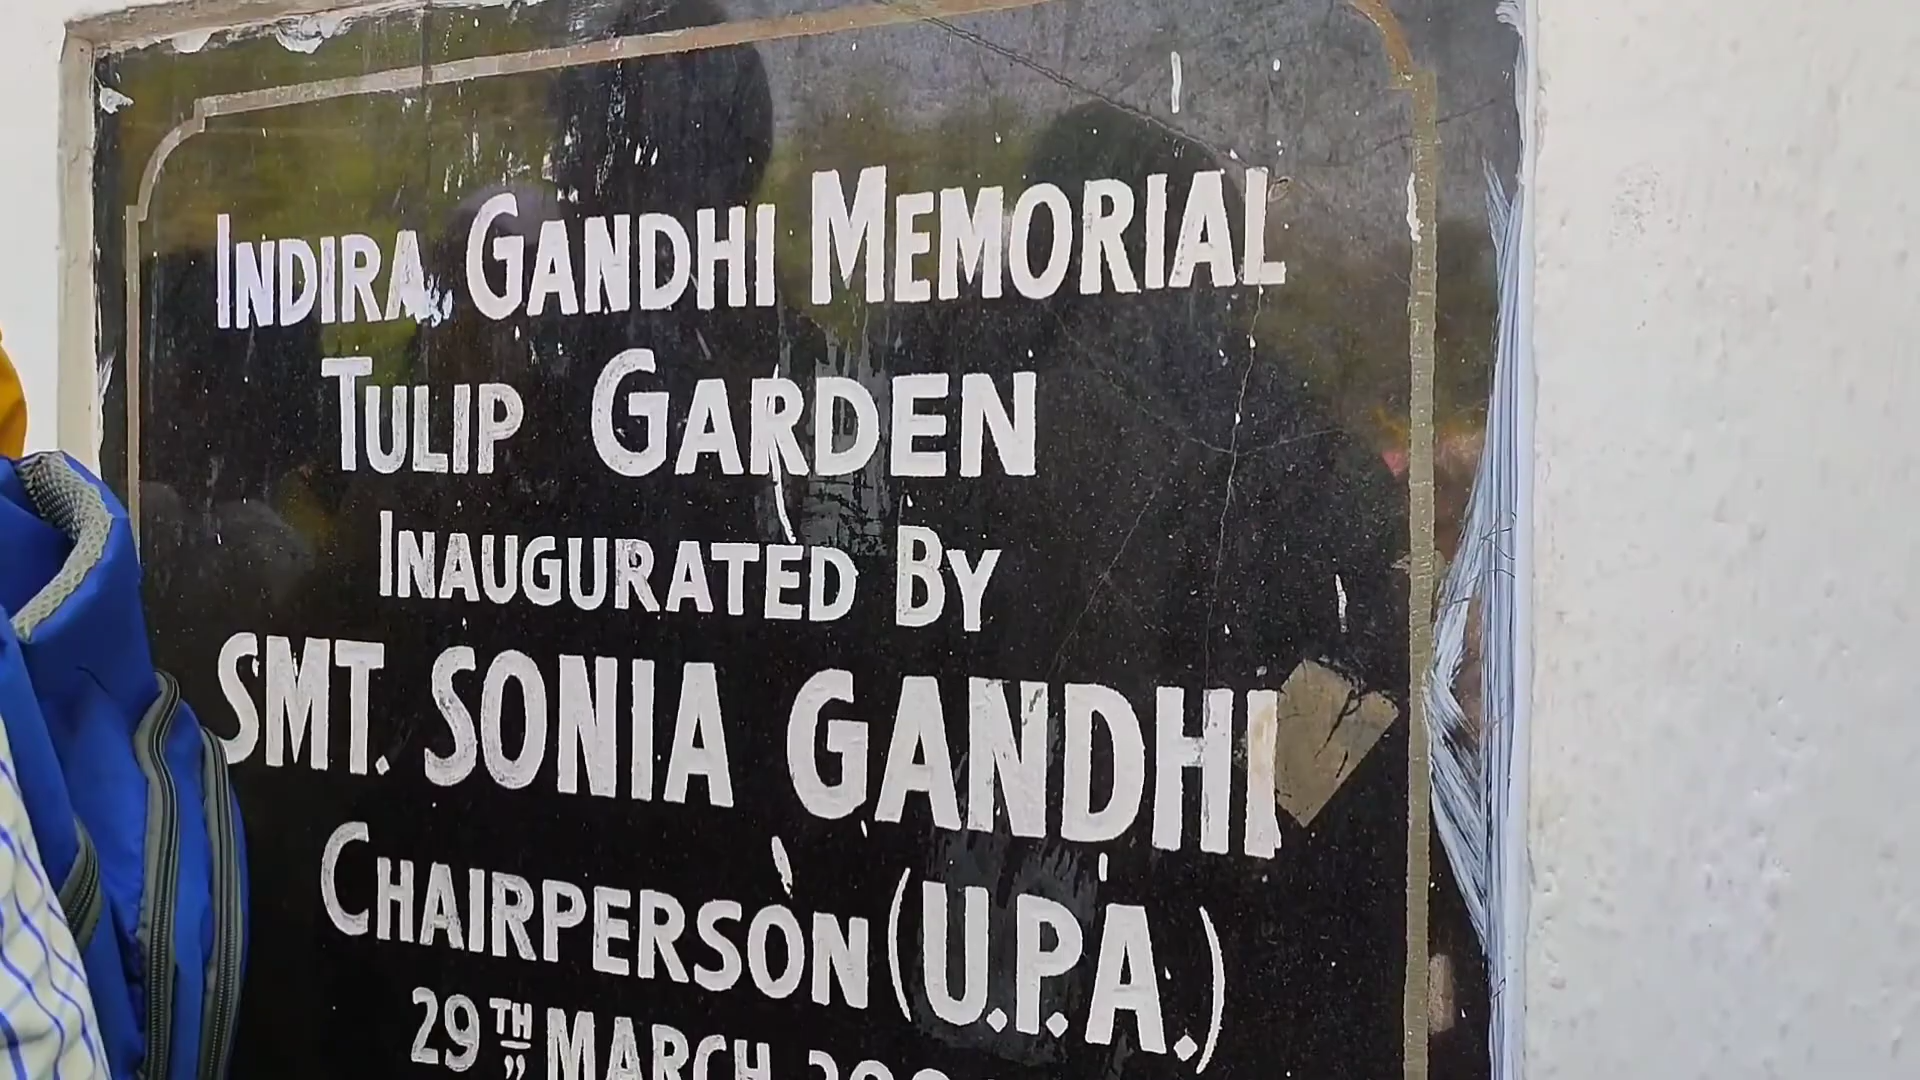 INDIRA GANDHI MEMORIAL
TULIP GARDEN
INAUGURATED BY
SMT. SONIA GANDHI
CHAIRPERSON (U.P.A.)
29TH MARCH